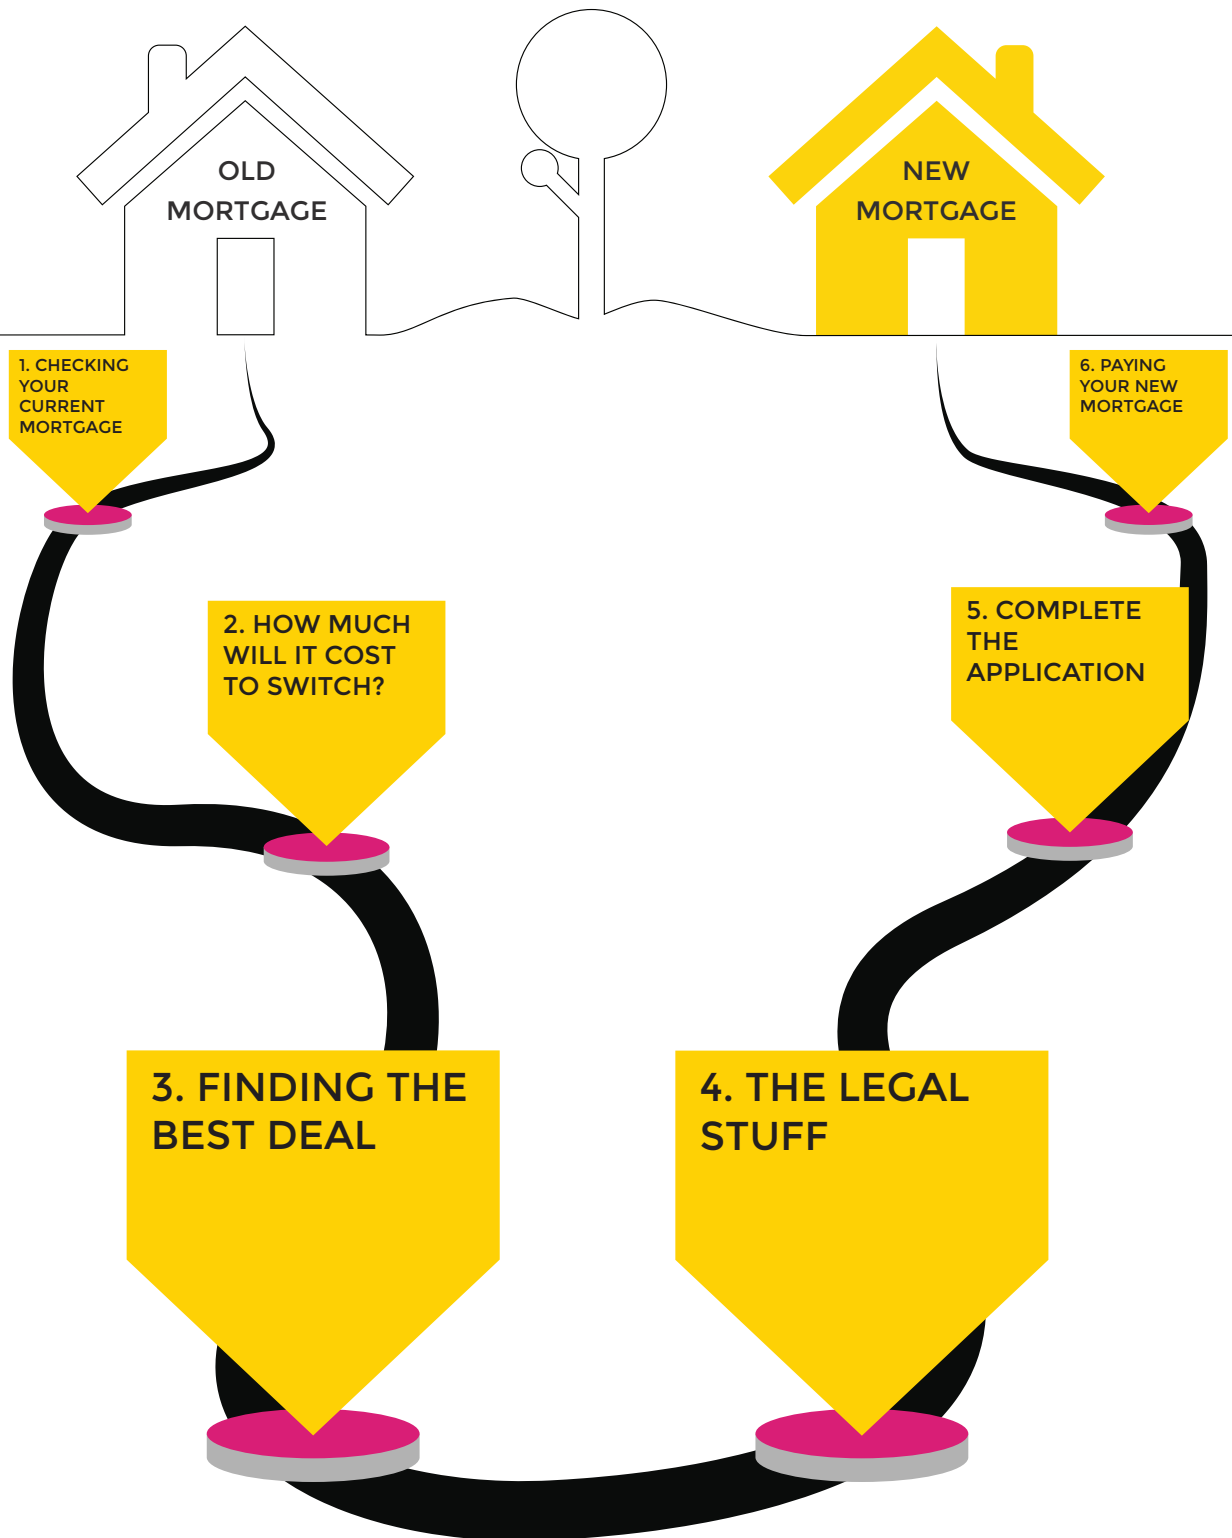 OLD
MORTGAGE
NEW
MORTGAGE
1. CHECKING
YOUR
CURRENT
MORTGAGE
2. HOW MUCH
WILL IT COST
TO SWITCH?
3. FINDING THE
BEST DEAL
4. THE LEGAL
STUFF
5. COMPLETE
THE
APPLICATION
6. PAYING
YOUR NEW
MORTGAGE